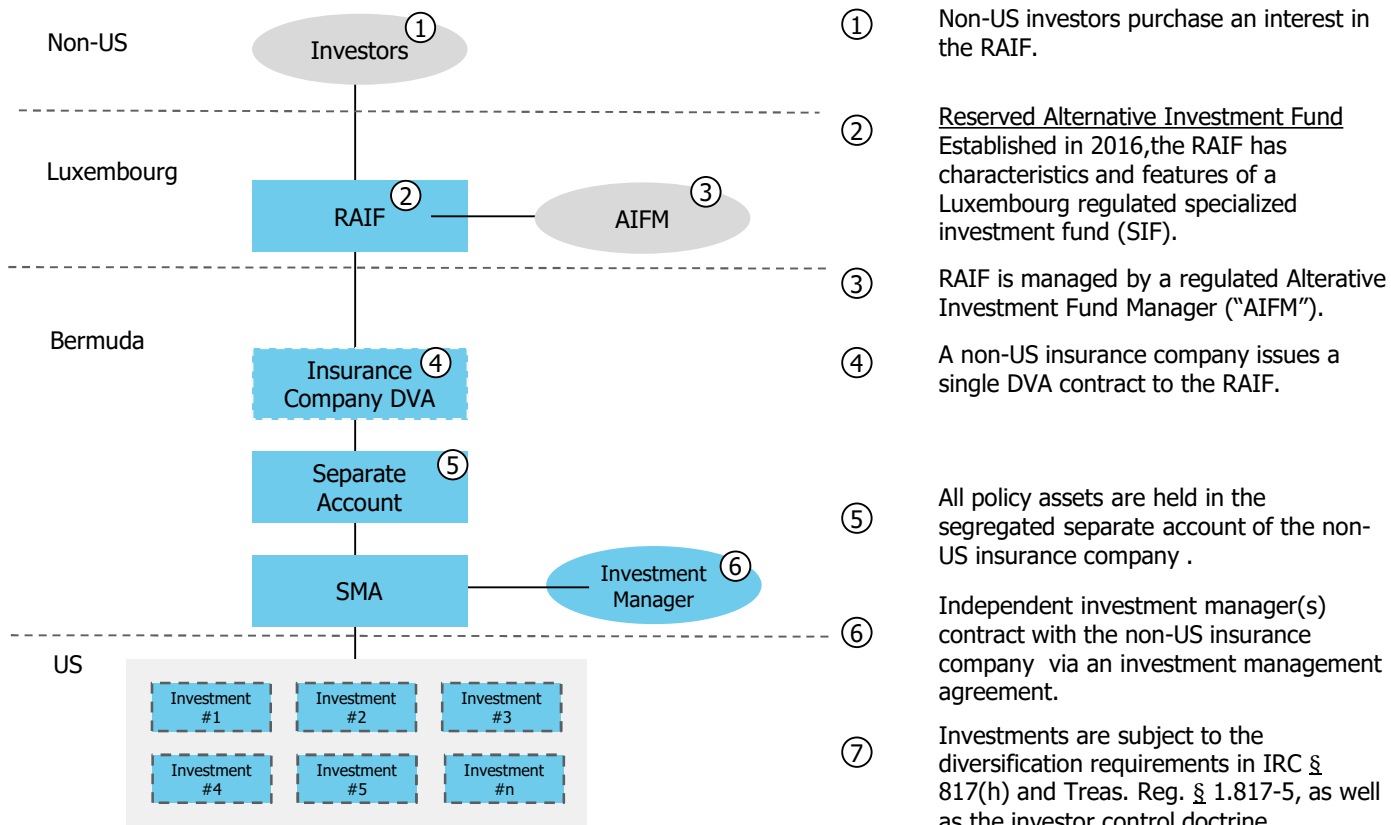 Non-US
Investors
①
Luxembourg
RAIF
②
AIFM
③
Bermuda
Insurance
Company DVA
④
Separate
Account
⑤
SMA
Investment
Manager
⑥
US
Investment
#1
Investment
#2
Investment
#3
Investment
#4
Investment
#5
Investment
#n
①
Non-US investors purchase an interest in
the RAIF.
②
Reserved Alternative Investment Fund
Established in 2016,the RAIF has
characteristics and features of a
Luxembourg regulated specialized
investment fund (SIF).
③
RAIF is managed by a regulated Alterative
Investment Fund Manager (“AIFM”).
④
A non-US insurance company issues a
single DVA contract to the RAIF.
⑤
All policy assets are held in the
segregated separate account of the non-
US insurance company .
⑥
Independent investment manager(s)
contract with the non-US insurance
company via an investment management
agreement.
⑦
Investments are subject to the
diversification requirements in IRC §
817(h) and Treas. Reg. § 1.817-5, as well
as the investor control doctrine